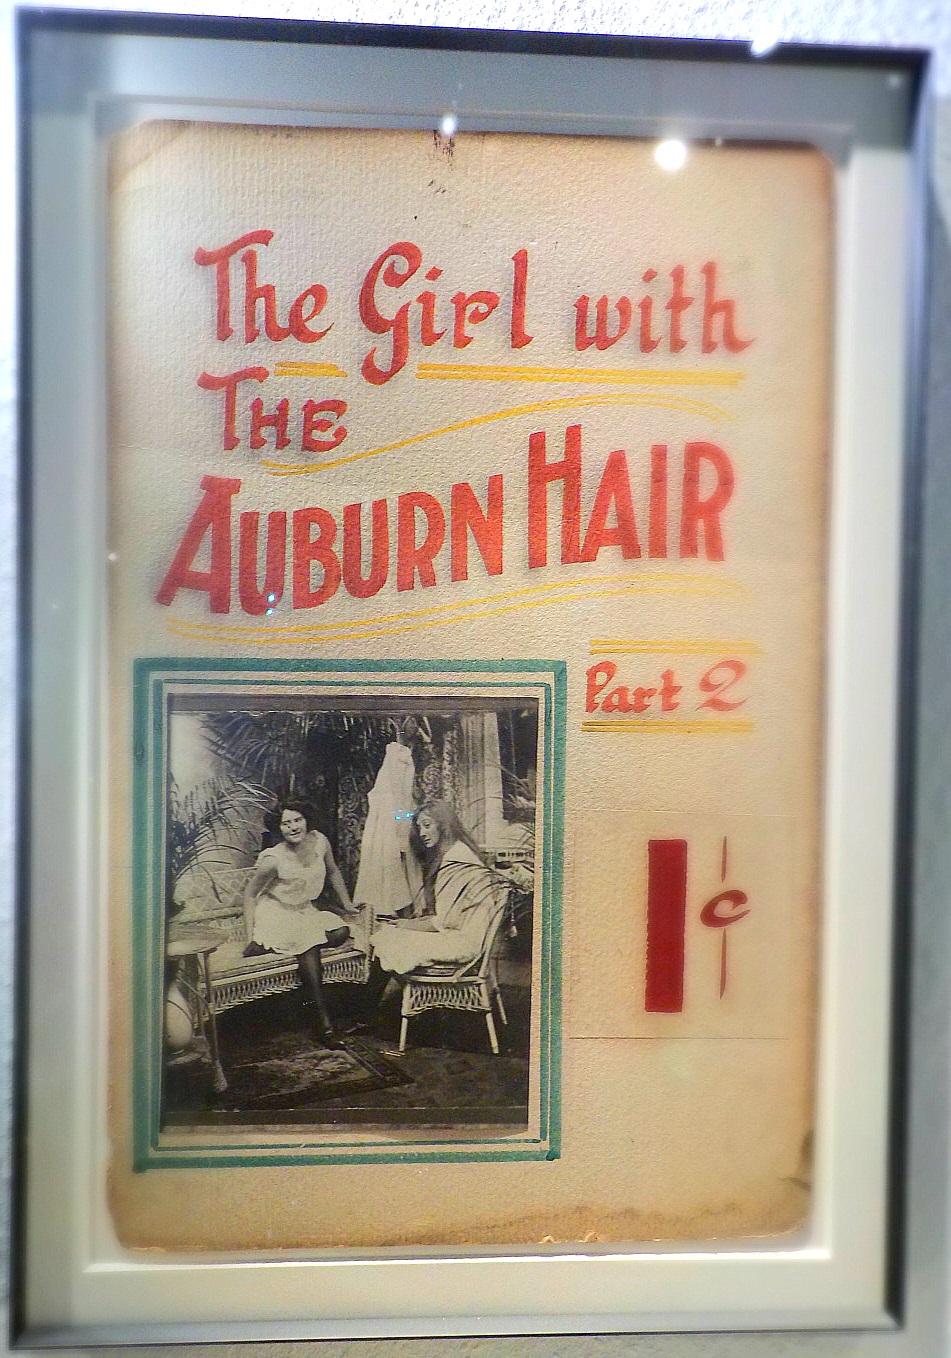 The Girl with
THE
AUBURN HAIR
Part 2
1¢